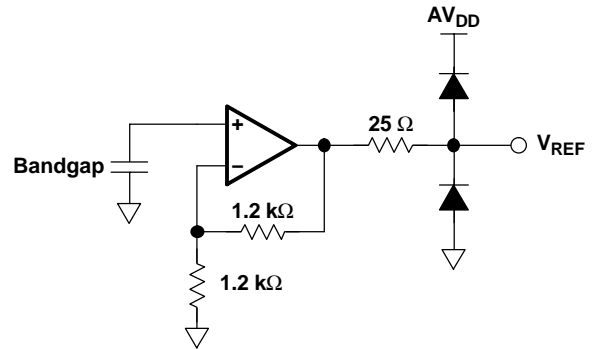 AVDD
25 Ω
+
VREF
Bandgap
−
1.2 kΩ
1.2 kΩ